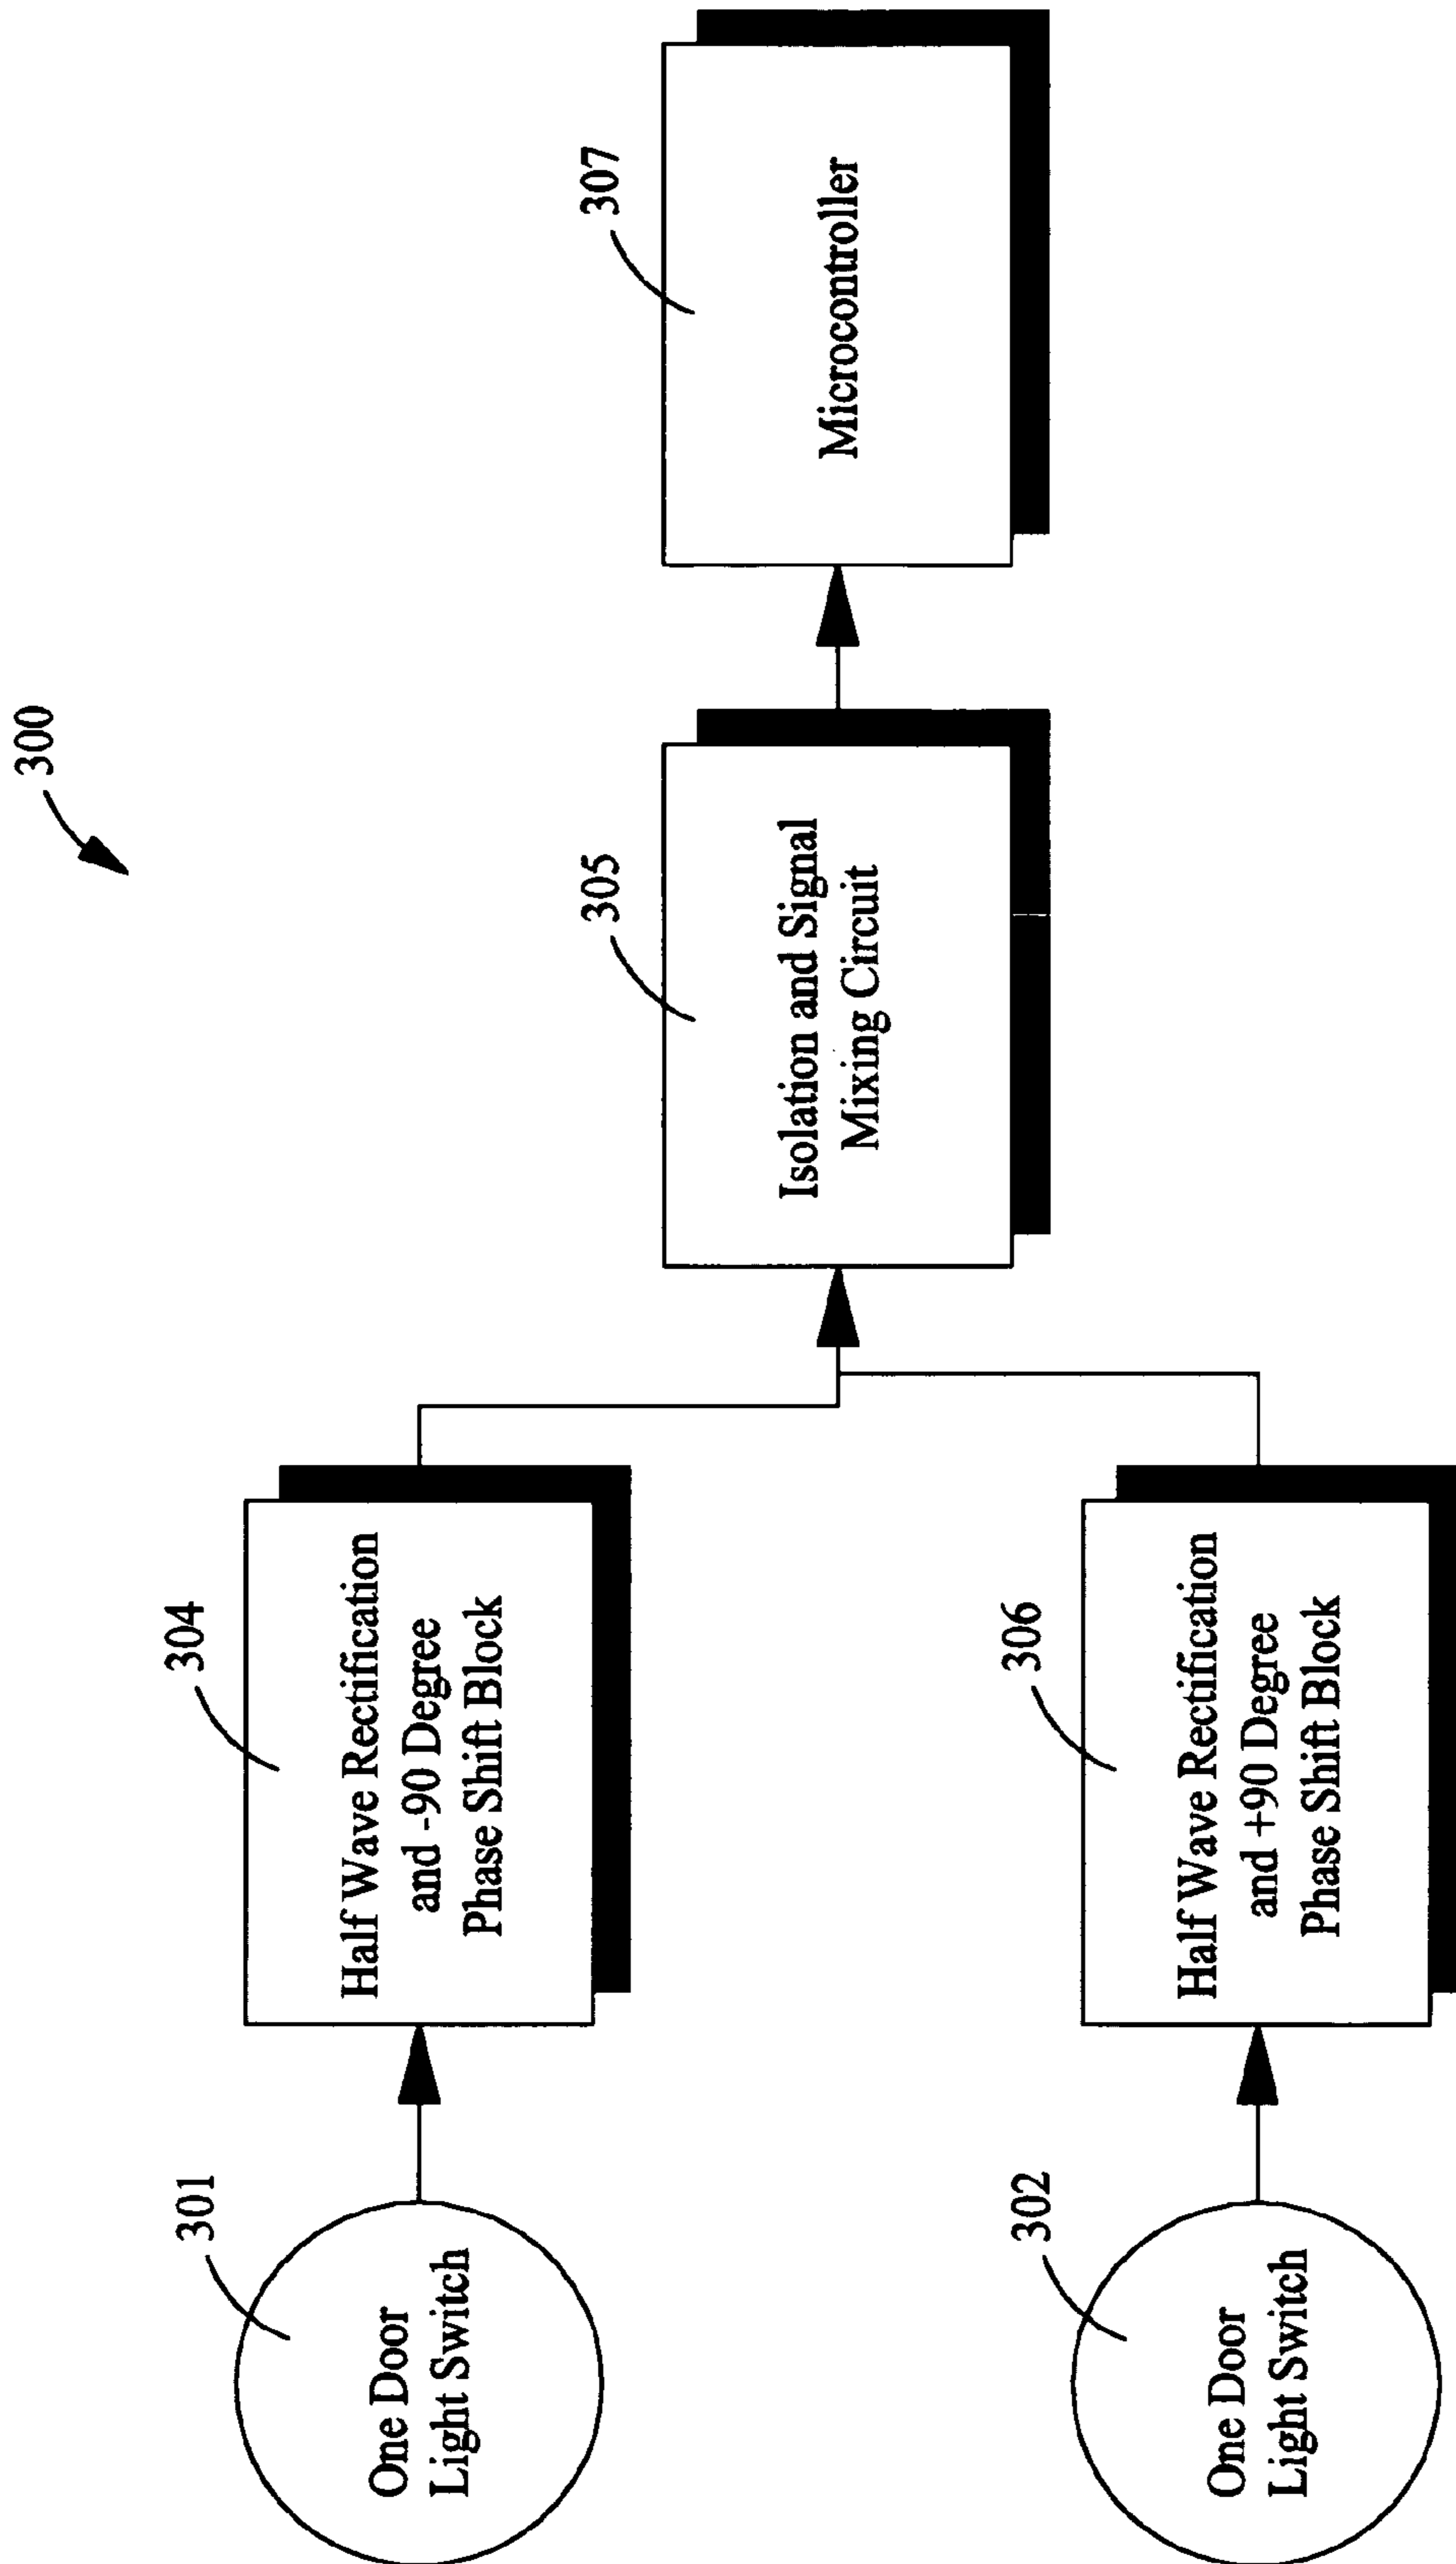 300
301
One Door
Light Switch
304
Half Wave Rectification
and -90 Degree
Phase Shift Block
305
Isolation and Signal
Mixing Circuit
307
Microcontroller
302
One Door
Light Switch
306
Half Wave Rectification
and +90 Degree
Phase Shift Block